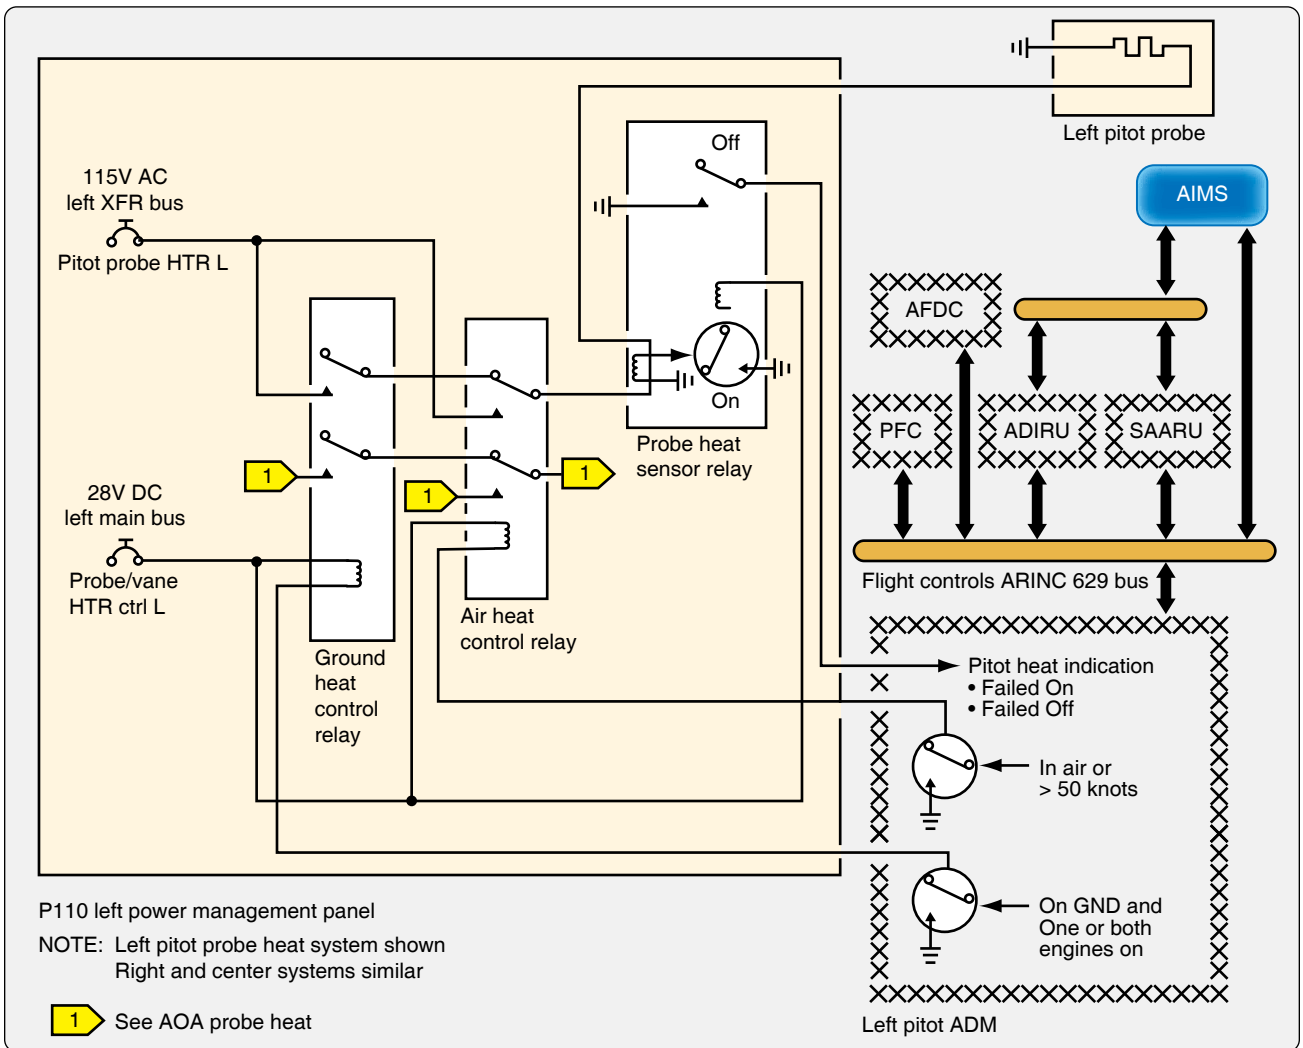 Left pitot probe
Off
115V AC
left XFR bus
Pitot probe HTR L
AIMS
AFDC
On
PFC
ADIRU
SAARU
Probe heat
sensor relay
1
1
1
28V DC
left main bus
Probe/vane
HTR ctrl L
Flight controls ARINC 629 bus
Air heat
control relay
Ground
heat
control
relay
Pitot heat indication
• Failed On
• Failed Off
In air or
> 50 knots
On GND and
One or both
engines on
P110 left power management panel
NOTE: Left pitot probe heat system shown
Right and center systems similar
1 See AOA probe heat
Left pitot ADM